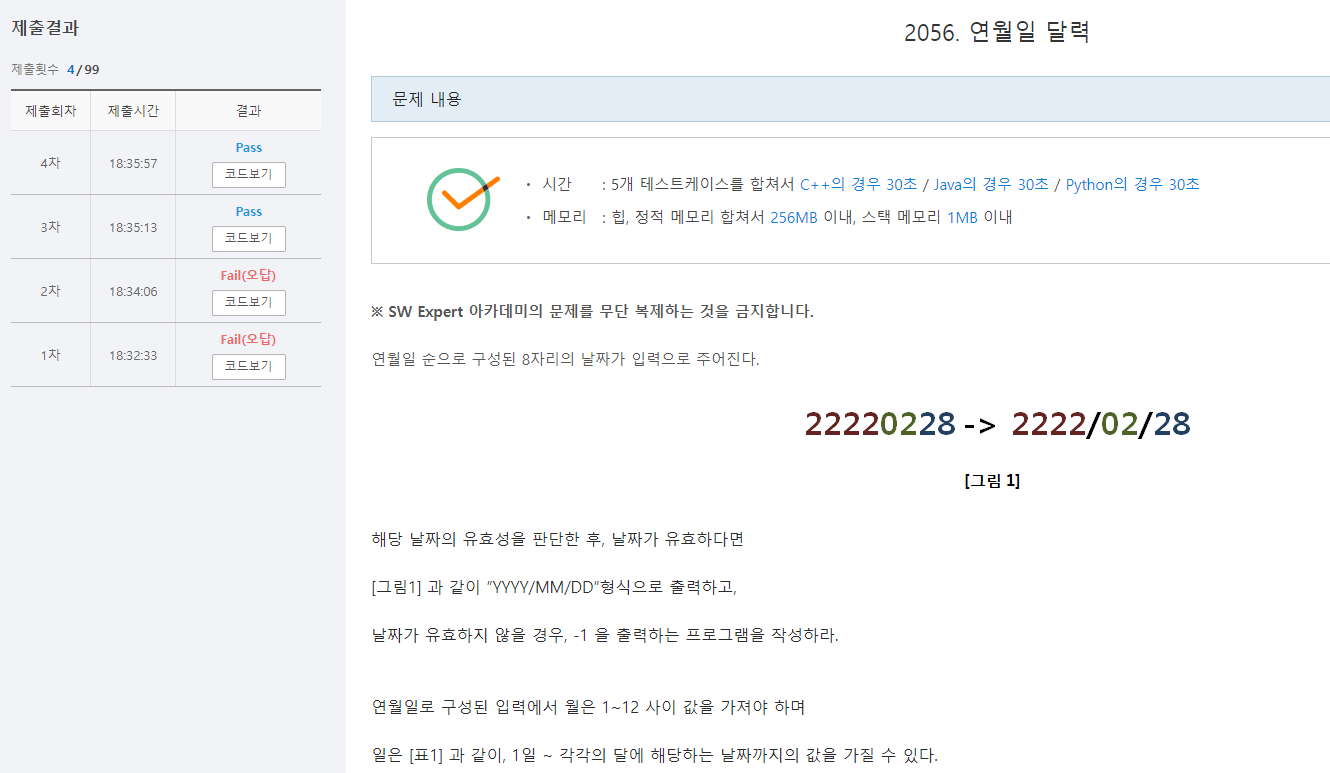 제출결과
제출횟수 4 / 99
제출회차 제출시간 결과
4차 18:35:57 Pass 코드보기
3차 18:35:13 Pass 코드보기
2차 18:34:06 Fail(오답) 코드보기
1차 18:32:33 Fail(오답) 코드보기
2056. 연월일 달력
문제 내용
· 시간 : 5개 테스트케이스를 합쳐서 C++의 경우 30초 / Java의 경우 30초 / Python의 경우 30초
· 메모리 : 힙, 정적 메모리 합쳐서 256MB 이내, 스택 메모리 1MB 이내
※ SW Expert 아카데미의 문제를 무단 복제하는 것을 금지합니다.
연월일 순으로 구성된 8자리의 날짜가 입력으로 주어진다.
22220228 -> 2222/02/28
[그림 1]
해당 날짜의 유효성을 판단한 후, 날짜가 유효하다면
[그림1] 과 같이 ”YYYY/MM/DD”형식으로 출력하고,
날짜가 유효하지 않을 경우, -1 을 출력하는 프로그램을 작성하라.
연월일로 구성된 입력에서 월은 1~12 사이 값을 가져야 하며
일은 [표1] 과 같이, 1일 ~ 각각의 달에 해당하는 날짜까지의 값을 가질 수 있다.